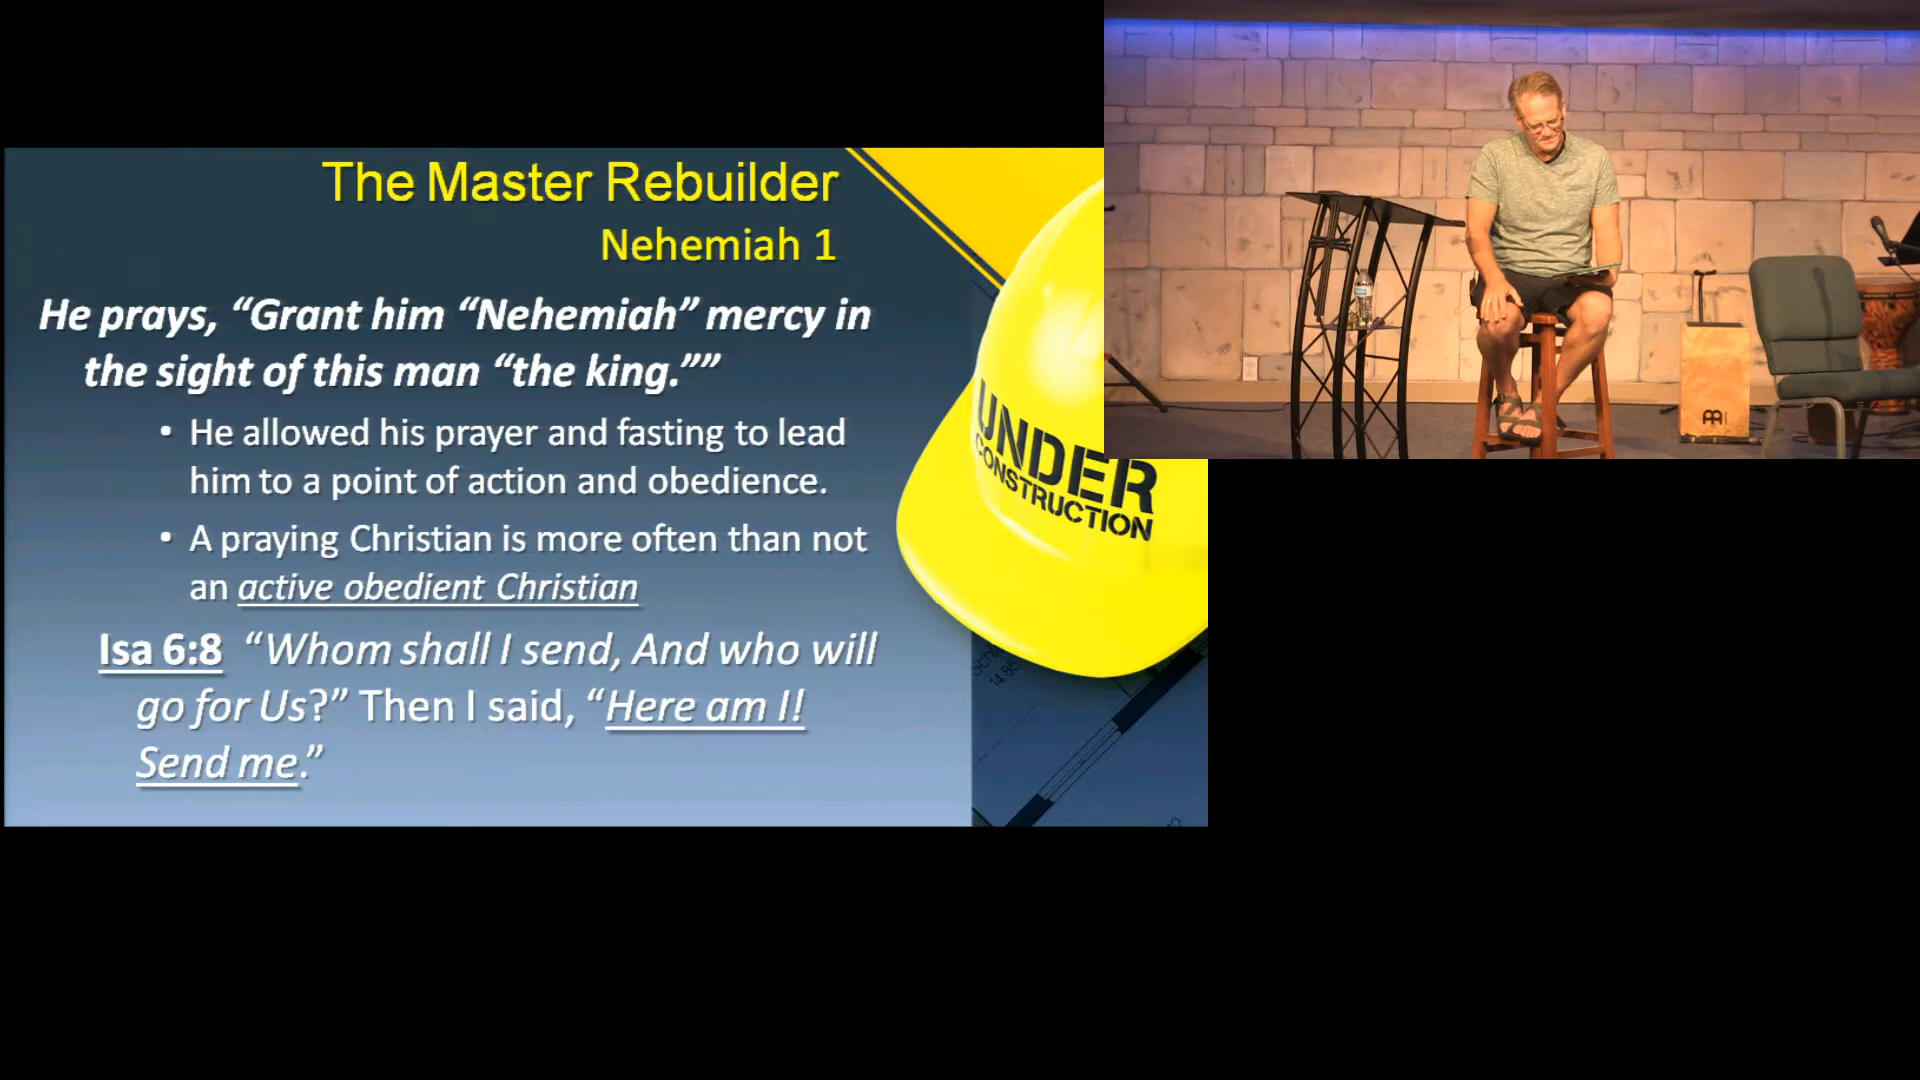 The Master Rebuilder
Nehemiah 1
He prays, “Grant him “Nehemiah” mercy in
the sight of this man “the king.””
• He allowed his prayer and fasting to lead
him to a point of action and obedience.
• A praying Christian is more often than not
an active obedient Christian
Isa 6:8 “Whom shall I send, And who will
go for Us?” Then I said, “Here am I!
Send me.”
UNDER
CONSTRUCTION
14.85